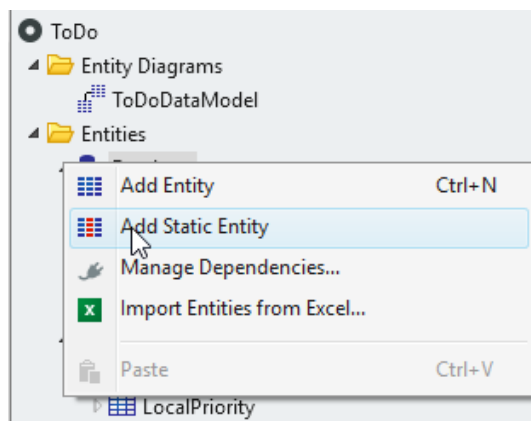 ToDo
Entity Diagrams
ToDoDataModel
Entities
Add Entity Ctrl+N
Add Static Entity
Manage Dependencies...
Import Entities from Excel...
Paste Ctrl+V
LocalPriority